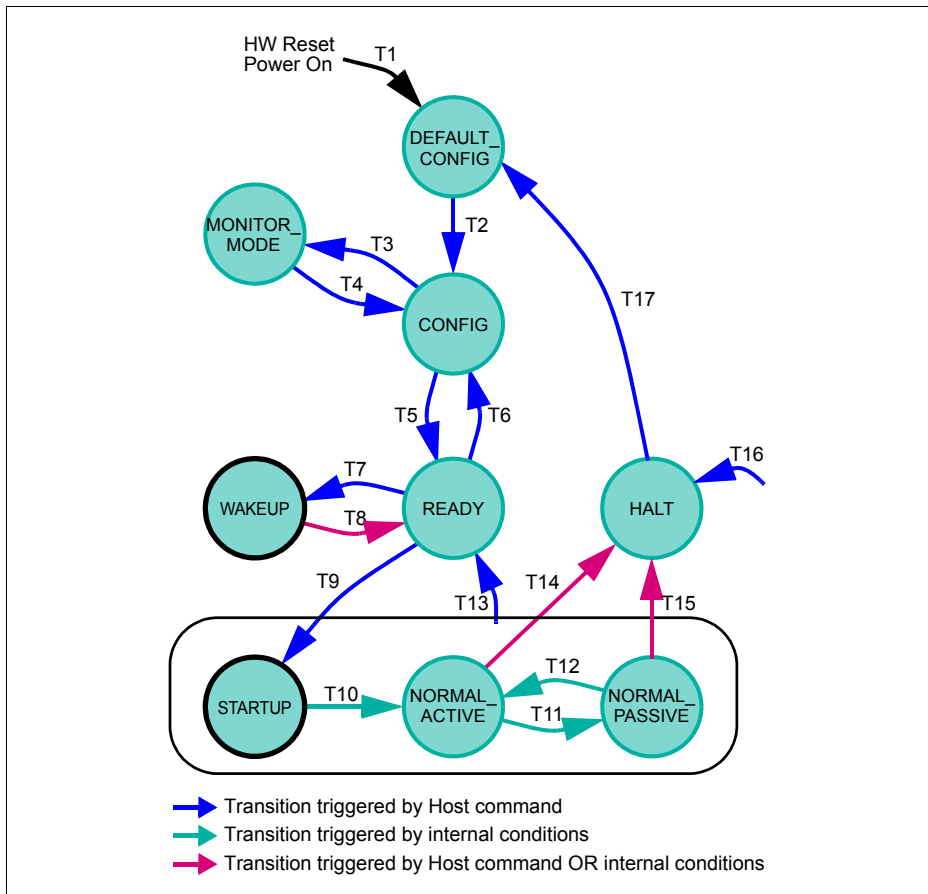 HW Reset
Power On
T1
DEFAULT_
CONFIG
T2
MONITOR_
MODE
T3
T4
CONFIG
T17
T5
T6
T16
T7
WAKEUP
T8
READY
HALT
T9
T14
T13
T15
T12
STARTUP
T10
NORMAL_
ACTIVE
T11
NORMAL_
PASSIVE
Transition triggered by Host command
Transition triggered by internal conditions
Transition triggered by Host command OR internal conditions